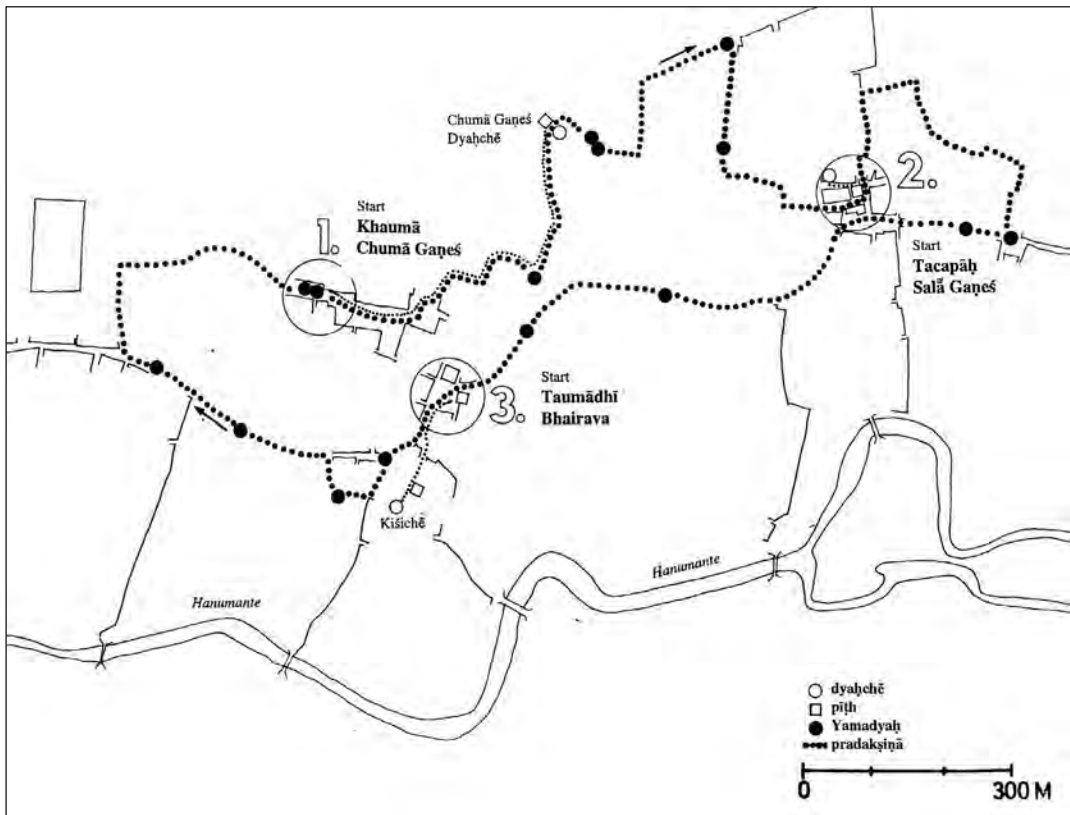 Chumā Gaṇeś
Dyaḥchẽ
2.
1.
Start
Khaumā
Chumā Gaṇeś
Start
Tacapāḥ
Salā̃ Gaṇeś
3.
Start
Taumādhī
Bhairava
Kiśichẽ
Hanumante
Hanumante
dyaḥchẽ
pīṭh
Yamadyaḥ
pradakṣiṇā
0
300 M